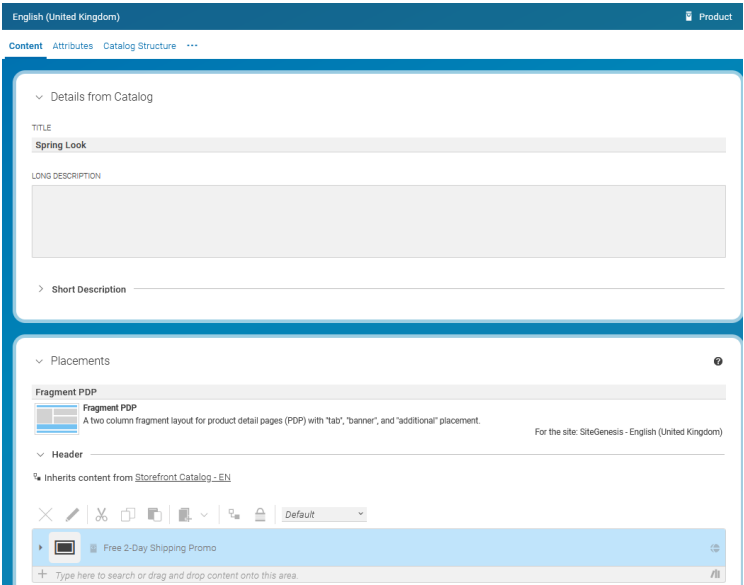 English (United Kingdom)
Product
Content Attributes Catalog Structure ...
Details from Catalog
TITLE
Spring Look
LONG DESCRIPTION
Short Description
Placements
Fragment PDP
Fragment PDP
A two column fragment layout for product detail pages (PDP) with "tab", "banner", and "additional" placement.
For the site: SiteGenesis - English (United Kingdom)
Header
Inherits content from Storefront Catalog - EN
Default
Free 2-Day Shipping Promo
Type here to search or drag and drop content onto this area.